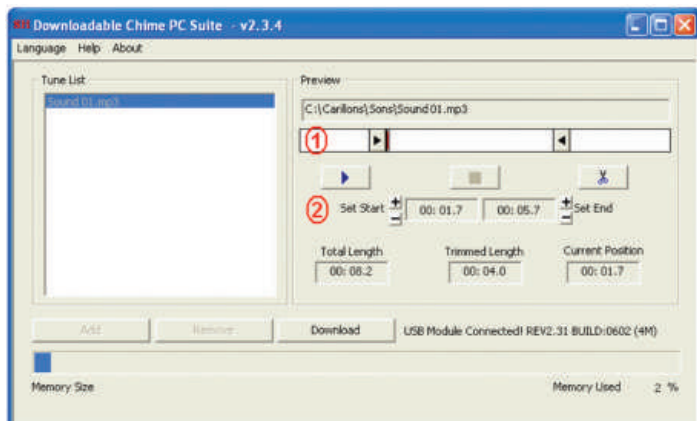 Downloadable Chime PC Suite - v2.3.4
Language Help About
Tune List
Sound 01.mp3
Preview
C:\Carillons\Sons\Sound 01.mp3
1
2 Set Start + - 00: 01.7 00: 05.7 + - Set End
Total Length Trimmed Length Current Position
00: 08.2 00: 04.0 00: 01.7
Add Remove Download USB Module Connected! REV2.31 BUILD:0602 (4M)
Memory Size Memory Used 2 %